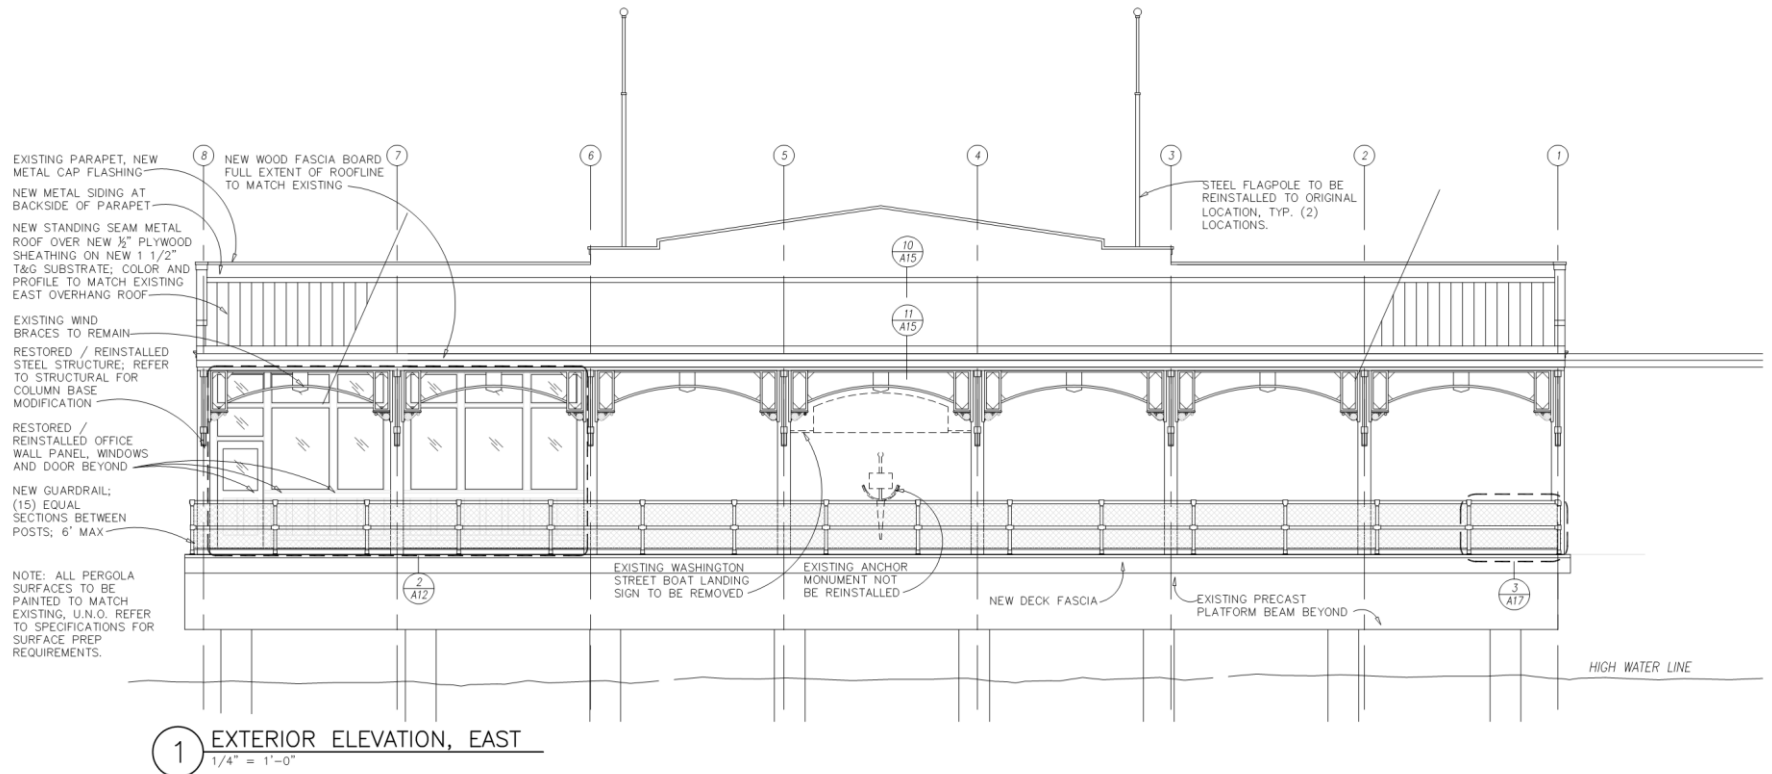 EXISTING PARAPET, NEW
METAL CAP FLASHING
NEW METAL SIDING AT
BACKSIDE OF PARAPET
NEW STANDING SEAM METAL
ROOF OVER NEW ½" PLYWOOD
SHEATHING ON NEW 1 1/2"
T&G SUBSTRATE; COLOR AND
PROFILE TO MATCH EXISTING
EAST OVERHANG ROOF
EXISTING WIND
BRACES TO REMAIN
RESTORED / REINSTALLED
STEEL STRUCTURE; REFER
TO STRUCTURAL FOR
COLUMN BASE
MODIFICATION
RESTORED /
REINSTALLED OFFICE
WALL PANEL, WINDOWS
AND DOOR BEYOND
NEW GUARDRAIL;
(15) EQUAL
SECTIONS BETWEEN
POSTS; 6' MAX
NOTE: ALL PERGOLA
SURFACES TO BE
PAINTED TO MATCH
EXISTING, U.N.O. REFER
TO SPECIFICATIONS FOR
SURFACE PREP
REQUIREMENTS.
8
NEW WOOD FASCIA BOARD
FULL EXTENT OF ROOFLINE
TO MATCH EXISTING
7
6
5
4
3
2
1
STEEL FLAGPOLE TO BE
REINSTALLED TO ORIGINAL
LOCATION, TYP. (2)
LOCATIONS.
10
A15
11
A15
2
A12
EXISTING WASHINGTON
STREET BOAT LANDING
SIGN TO BE REMOVED
EXISTING ANCHOR
MONUMENT NOT
BE REINSTALLED
NEW DECK FASCIA
EXISTING PRECAST
PLATFORM BEAM BEYOND
3
A17
HIGH WATER LINE
1
EXTERIOR ELEVATION, EAST
1/4" = 1'-0"